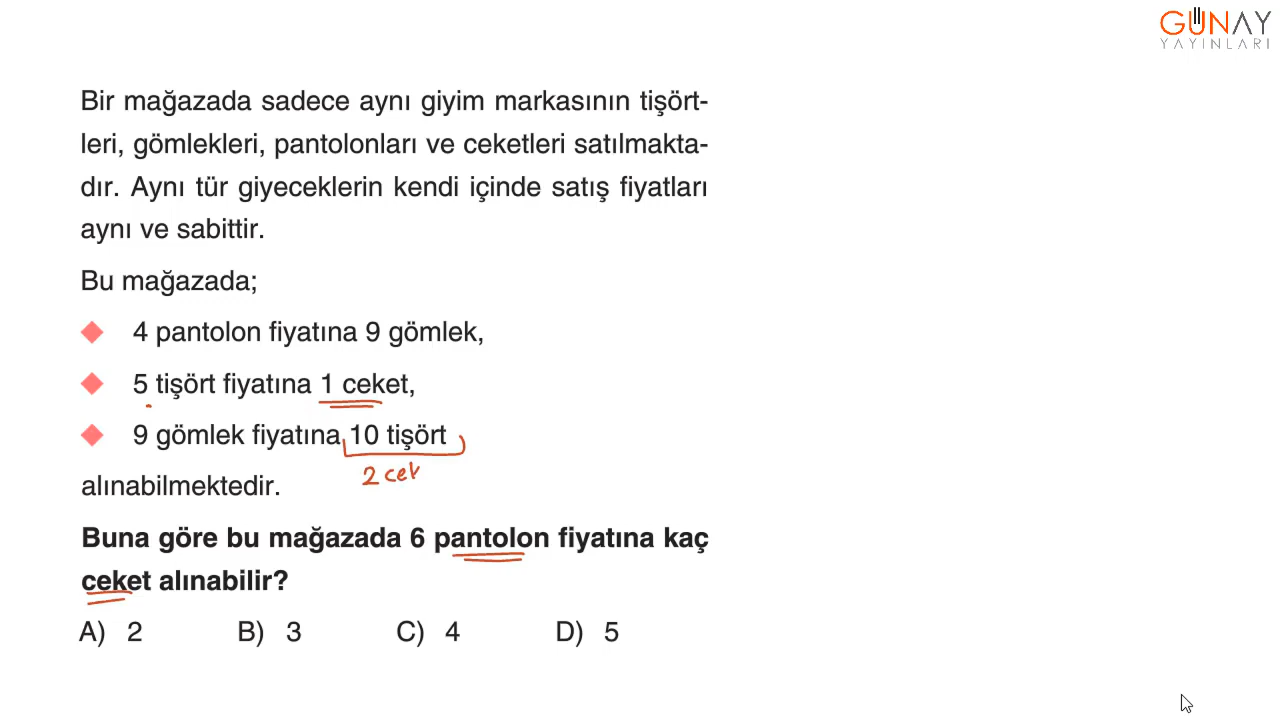 GÜNAY
YAYINLARI
Bir mağazada sadece aynı giyim markasının tişört-
leri, gömlekleri, pantolonları ve ceketleri satılmakta-
dır. Aynı tür giyeceklerin kendi içinde satış fiyatları
aynı ve sabittir.
Bu mağazada;
4 pantolon fiyatına 9 gömlek,
5 tişört fiyatına 1 ceket,
9 gömlek fiyatına 10 tişört
2 cek
alınabilmektedir.
Buna göre bu mağazada 6 pantolon fiyatına kaç
ceket alınabilir?
A) 2 B) 3 C) 4 D) 5